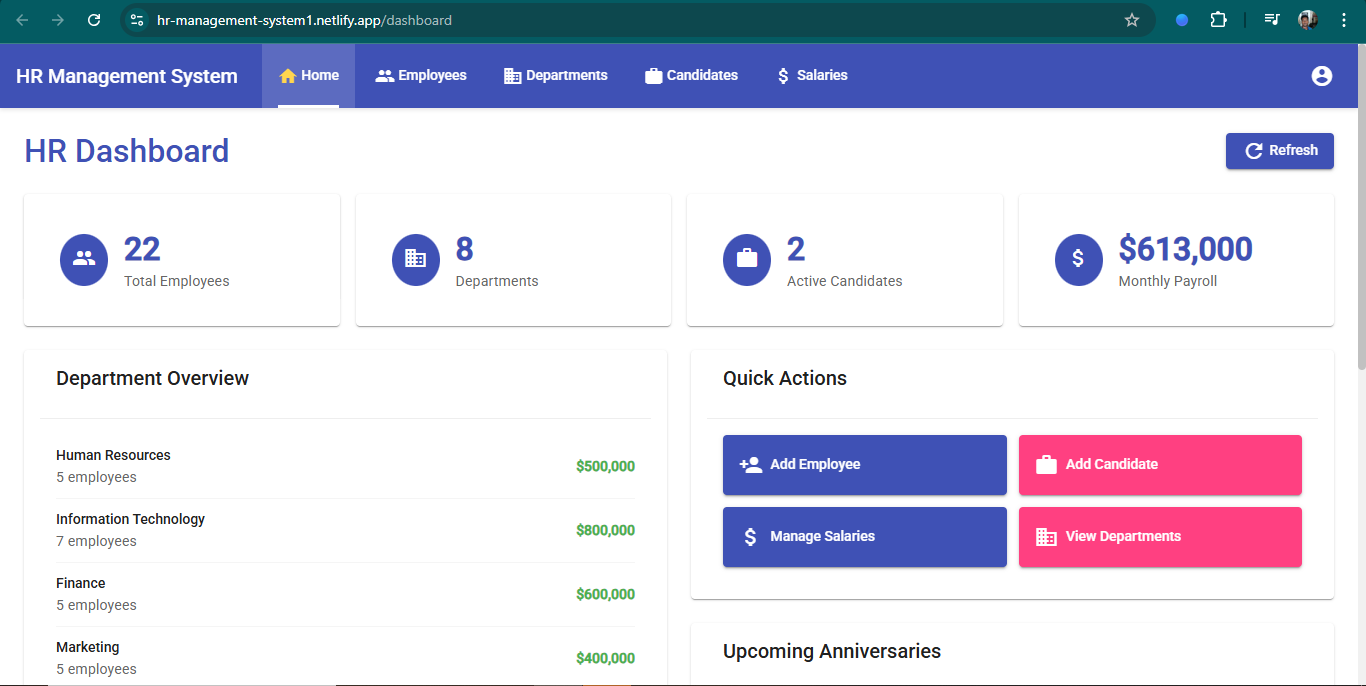 hr-management-system1.netlify.app/dashboard
HR Management System
Home
Employees
Departments
Candidates
Salaries
HR Dashboard
Refresh
22
Total Employees
8
Departments
2
Active Candidates
$613,000
Monthly Payroll
Department Overview
Human Resources
5 employees
$500,000
Information Technology
7 employees
$800,000
Finance
5 employees
$600,000
Marketing
5 employees
$400,000
Quick Actions
Add Employee
Add Candidate
Manage Salaries
View Departments
Upcoming Anniversaries